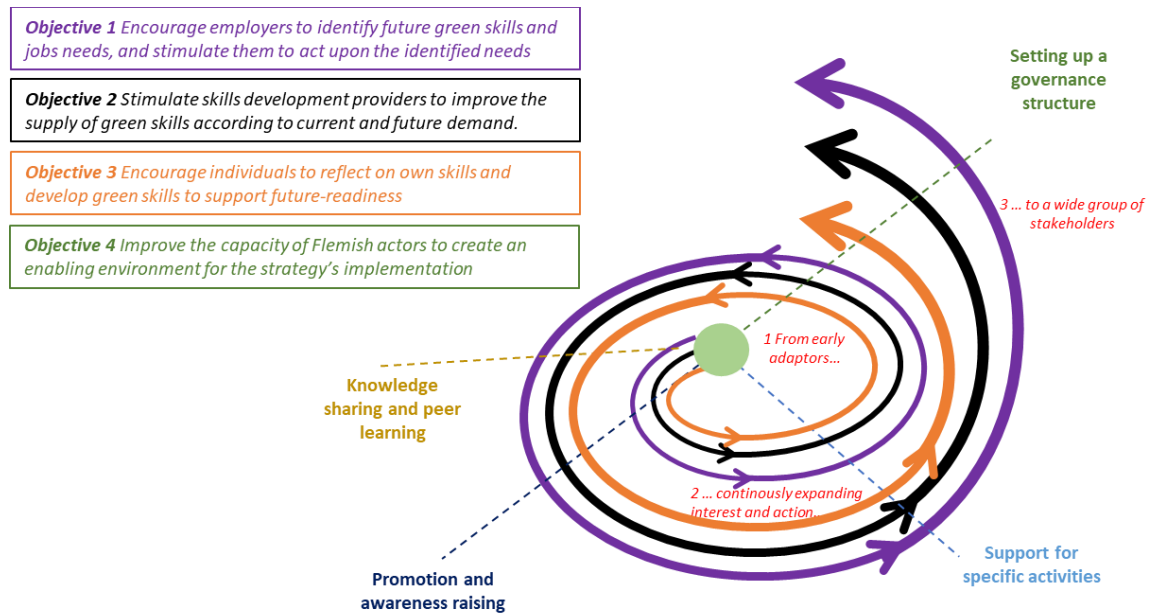 Objective 1 Encourage employers to identify future green skills and
jobs needs, and stimulate them to act upon the identified needs
Objective 2 Stimulate skills development providers to improve the
supply of green skills according to current and future demand.
Objective 3 Encourage individuals to reflect on own skills and
develop green skills to support future-readiness
Objective 4 Improve the capacity of Flemish actors to create an
enabling environment for the strategy's implementation
Setting up a
governance
structure
3 ... to a wide group of
stakeholders
1 From early
adaptors...
Knowledge
sharing and peer
learning
2 ... continously expanding
interest and action...
Promotion and
awareness raising
Support for
specific activities